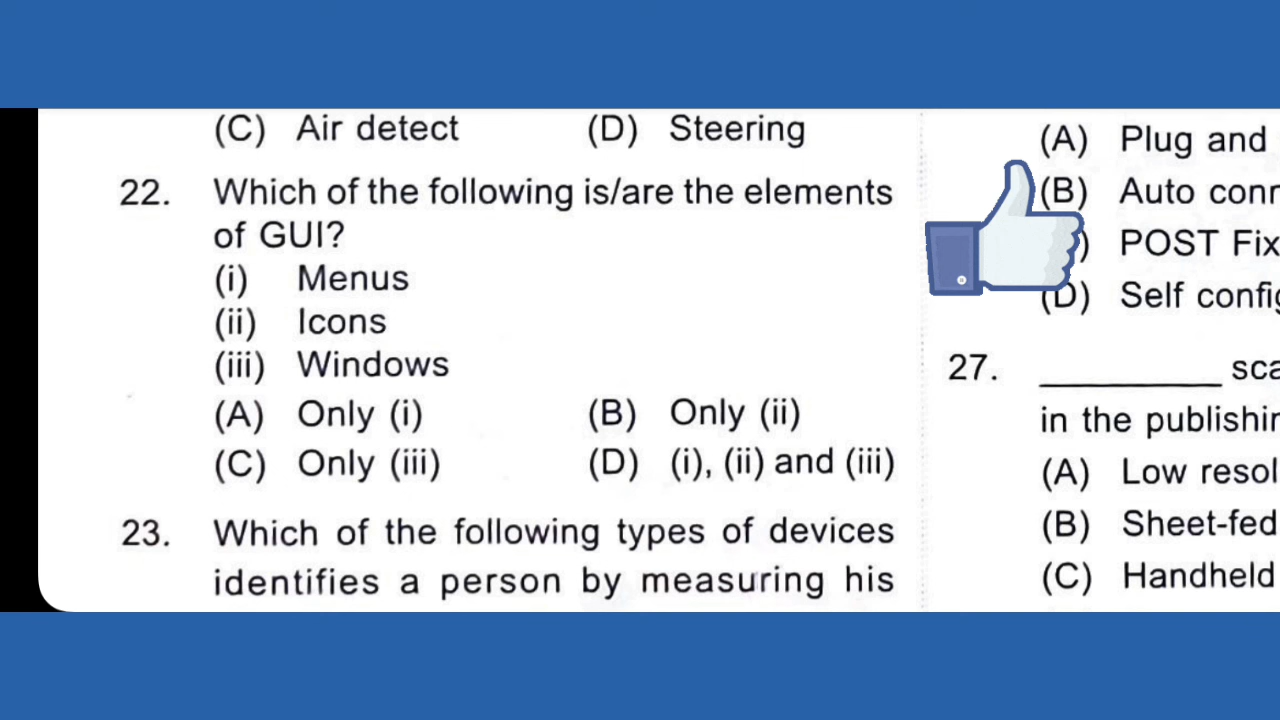 (C) Air detect (D) Steering
22. Which of the following is/are the elements
of GUI?
(i) Menus
(ii) Icons
(iii) Windows
(A) Only (i) (B) Only (ii)
(C) Only (iii) (D) (i), (ii) and (iii)
23. Which of the following types of devices
identifies a person by measuring his
(A) Plug and
(B) Auto
) POST Fix
(D) Self
27. __________
in the
(A) Low
(B) Sheet-fed
(C) Handheld